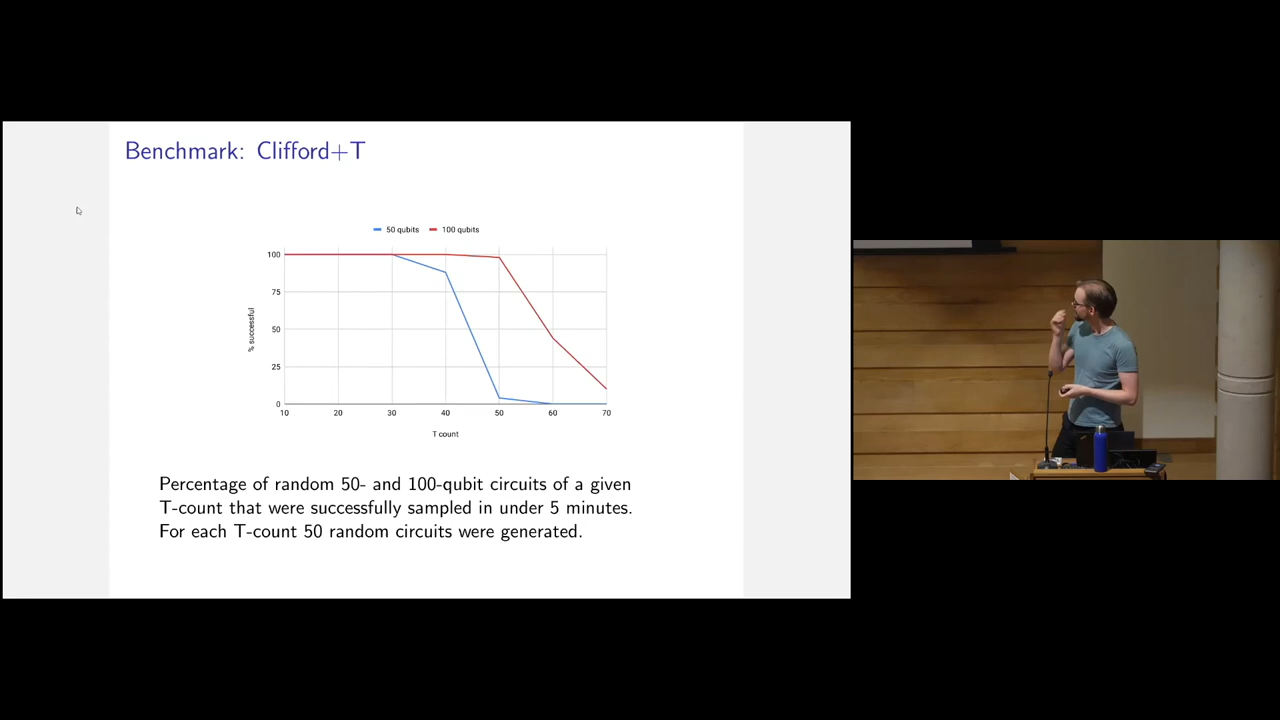 Benchmark: Clifford+T
50 qubits 100 qubits
100
75
50
25
0
% successful
10 20 30 40 50 60 70
T count
Percentage of random 50- and 100-qubit circuits of a given
T-count that were successfully sampled in under 5 minutes.
For each T-count 50 random circuits were generated.